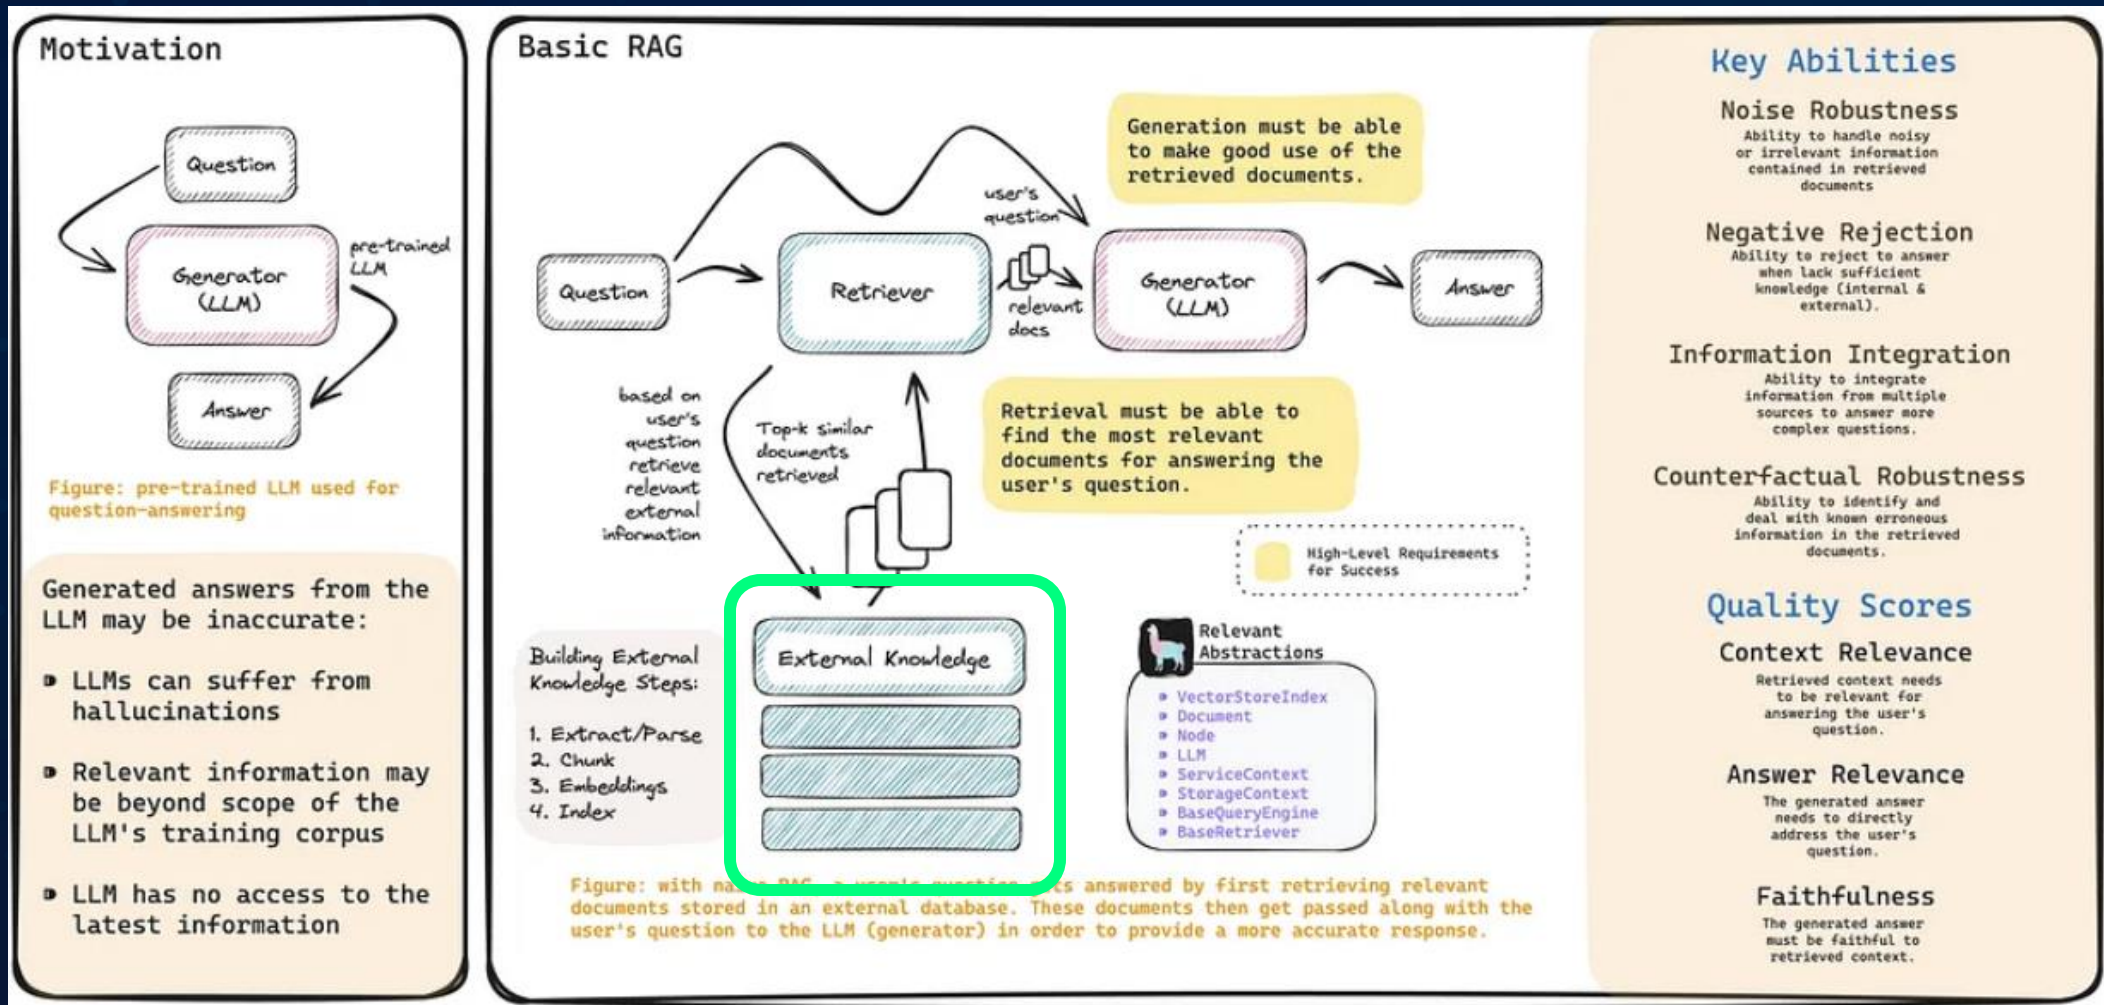 Motivation
Question
Generator
(LLM)
pre-trained
LLM
Answer
Figure: pre-trained LLM used for
question-answering
Generated answers from the
LLM may be inaccurate:
LLMs can suffer from
hallucinations
Relevant information may
be beyond scope of the
LLM's training corpus
LLM has no access to the
latest information
Basic RAG
Generation must be able
to make good use of the
retrieved documents.
user's
question
Question
Retriever
relevant
docs
Generator
(LLM)
Answer
based on
user's
question
retrieve
relevant
external
information
Top-k similar
documents
retrieved
Retrieval must be able to
find the most relevant
documents for answering the
user's question.
High-Level Requirements
for Success
Building External
Knowledge Steps:
1. Extract/Parse
2. Chunk
3. Embeddings
4. Index
External Knowledge
Relevant
Abstractions
VectorStoreIndex
Document
Node
LLM
ServiceContext
StorageContext
BaseQueryEngine
BaseRetriever
Figure: with answered by first retrieving relevant
documents stored in an external database. These documents then get passed along with the
user's question to the LLM (generator) in order to provide a more accurate response.
Key Abilities
Noise Robustness
Ability to handle noisy
or irrelevant information
contained in retrieved
documents
Negative Rejection
Ability to reject to answer
when lack sufficient
knowledge (internal &
external).
Information Integration
Ability to integrate
information from multiple
sources to answer more
complex questions.
Counterfactual Robustness
Ability to identify and
deal with known erroneous
information in the retrieved
documents.
Quality Scores
Context Relevance
Retrieved context needs
to be relevant for
answering the user's
question.
Answer Relevance
The generated answer
needs to directly
address the user's
question.
Faithfulness
The generated answer
must be faithful to
retrieved context.